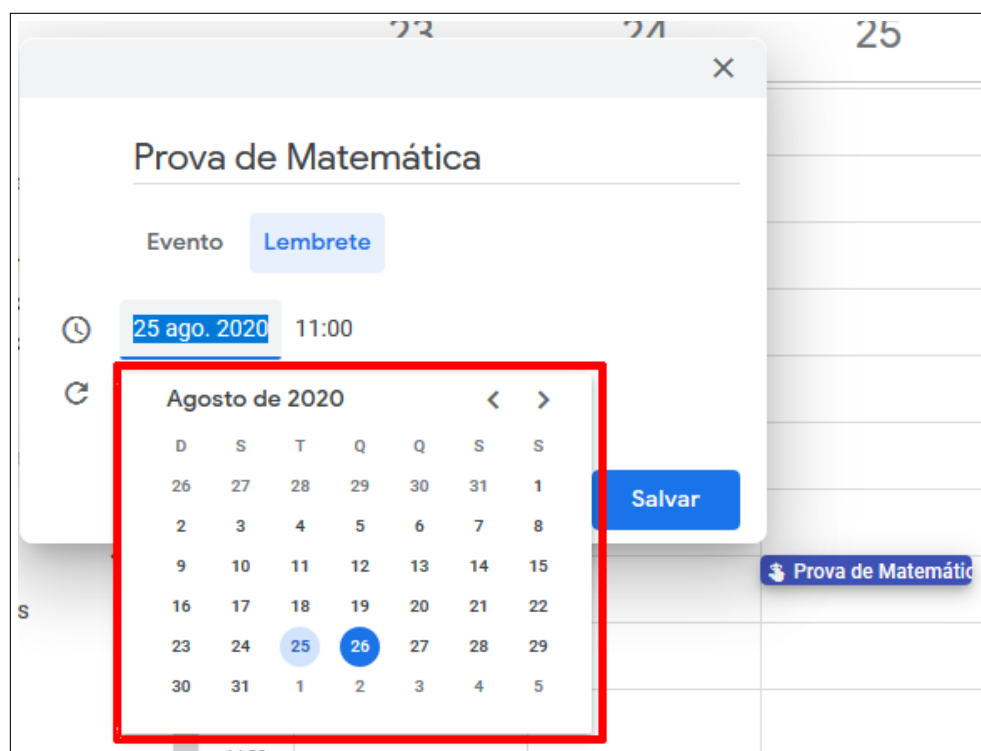 23 24 25
Prova de Matemática
Evento Lembrete
25 ago. 2020 11:00
Agosto de 2020
D S T Q Q S S
26 27 28 29 30 31 1
2 3 4 5 6 7 8
Salvar
9 10 11 12 13 14 15
Prova de Matemátic
16 17 18 19 20 21 22
s
23 24 25 26 27 28 29
30 31 1 2 3 4 5